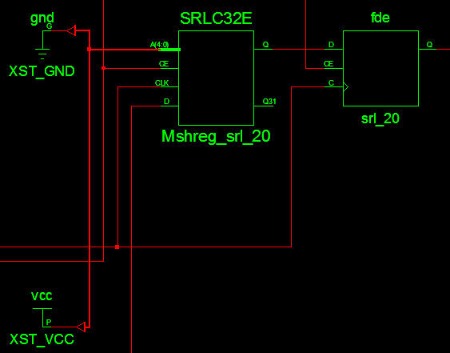 gnd
G
XST_GND
SRLC32E
A(4:0)
CE
CLK
D
Q
Q31
Mshreg_srl_20
fde
D
CE
C
Q
srl_20
vcc
P
XST_VCC